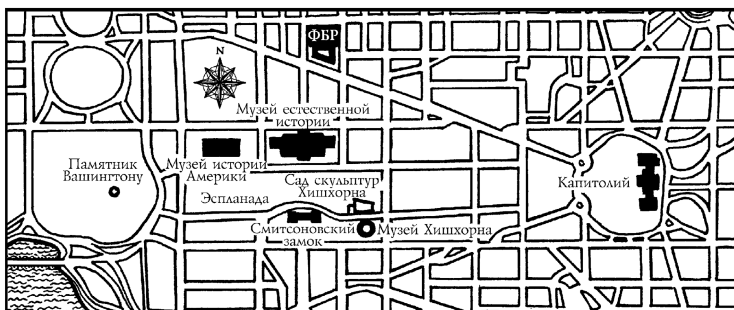 ФБР
N
Музей естественной
истории
Памятник
Вашингтону
Музей истории
Америки
Эспланада
Сад скульптур
Хишхорна
Капитолий
Смитсоновский
замок
Музей Хишхорна